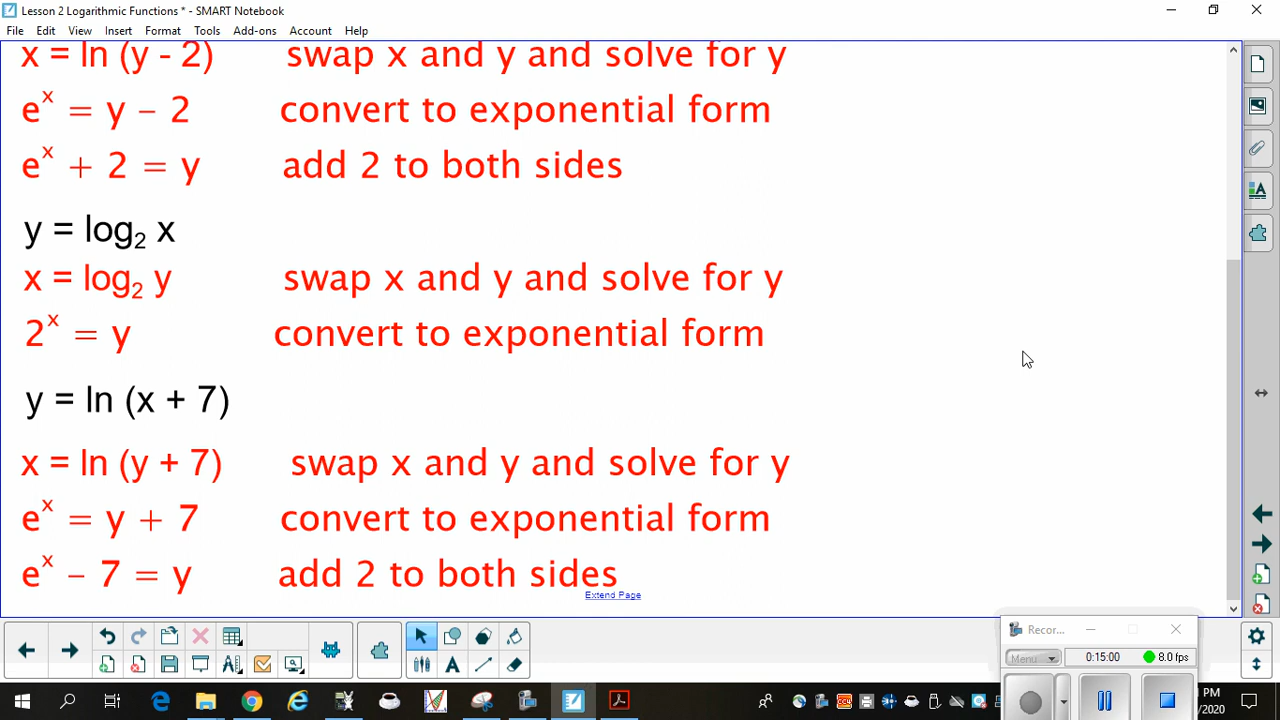 Lesson 2 Logarithmic Functions * - SMART Notebook
File Edit View Insert Format Tools Add-ons Account Help
x = ln (y - 2) swap x and y and solve for y
eˣ = y – 2 convert to exponential form
eˣ + 2 = y add 2 to both sides
y = log₂ x
x = log₂ y swap x and y and solve for y
2ˣ = y convert to exponential form
y = ln (x + 7)
x = ln (y + 7) swap x and y and solve for y
eˣ = y + 7 convert to exponential form
eˣ – 7 = y add 2 to both sides
Extend Page
Recor...
Menu 0:15:00 8.0 fps
PM
/2020